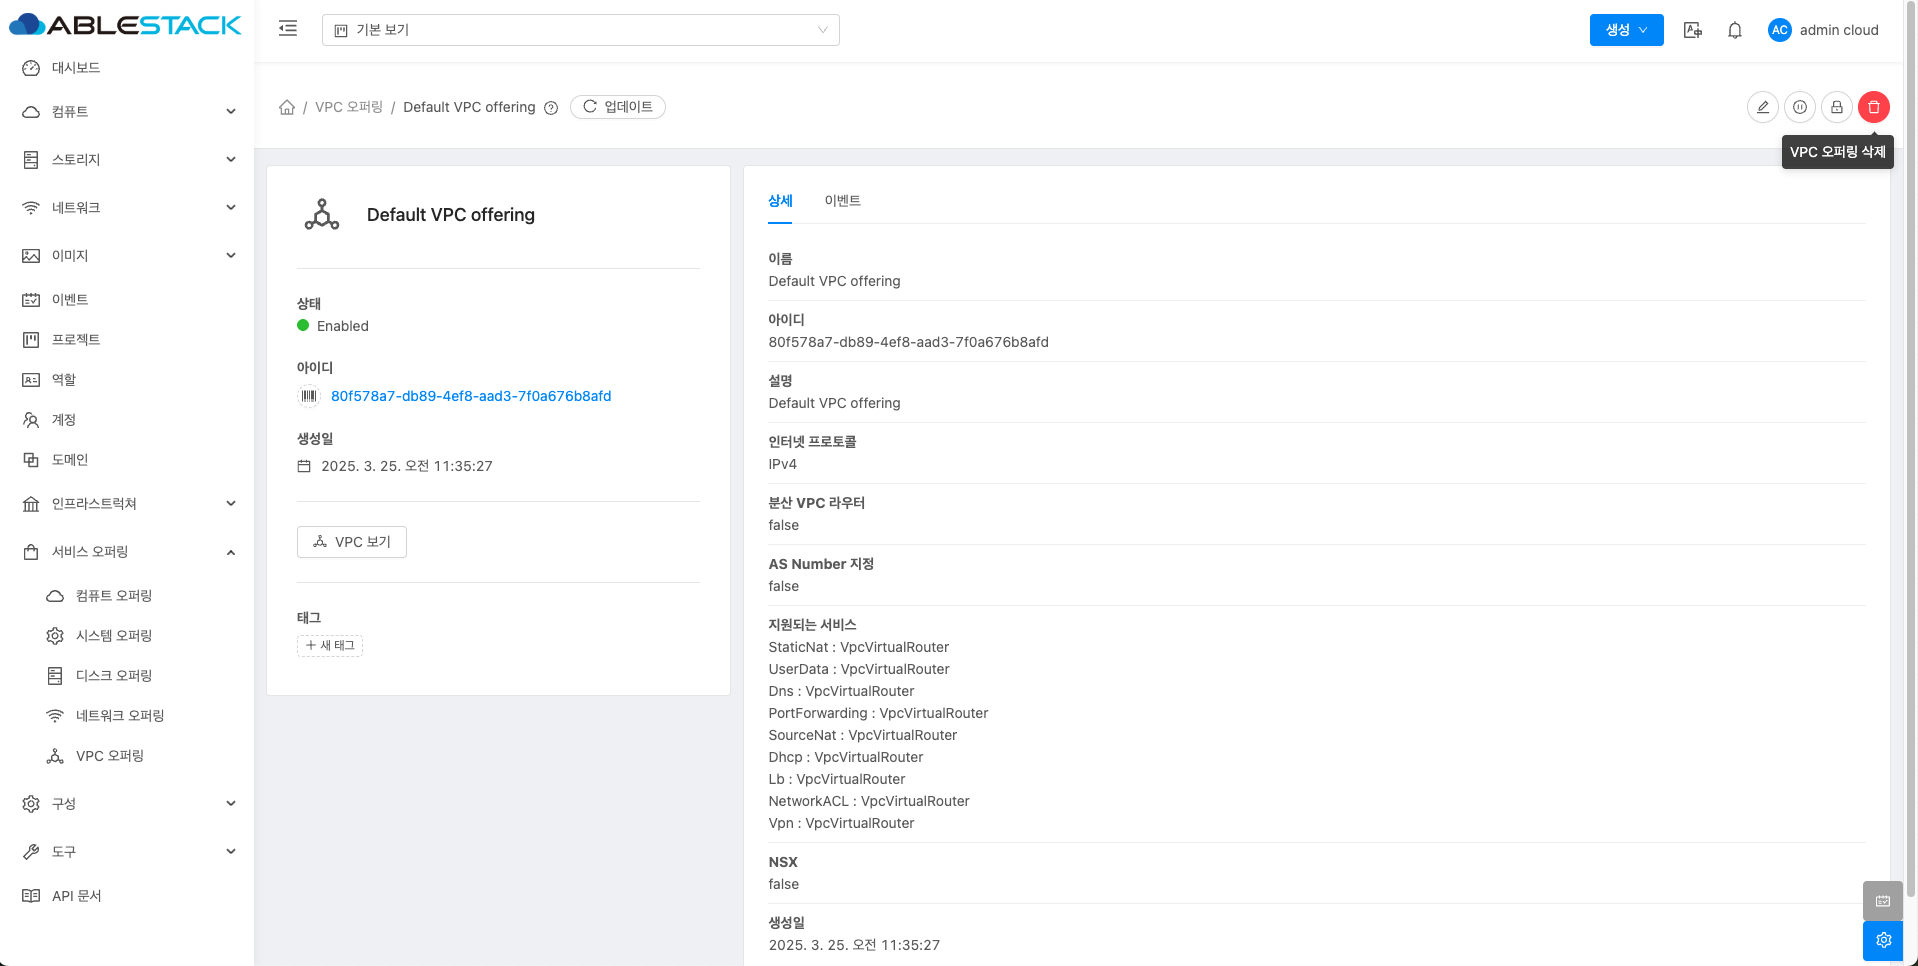 ABLESTACK
기본 보기
생성
AC
admin cloud
대시보드
컴퓨트
스토리지
네트워크
이미지
이벤트
프로젝트
역할
계정
도메인
인프라스트럭쳐
서비스 오퍼링
컴퓨트 오퍼링
시스템 오퍼링
디스크 오퍼링
네트워크 오퍼링
VPC 오퍼링
구성
도구
API 문서
/ VPC 오퍼링 / Default VPC offering
업데이트
VPC 오퍼링 삭제
Default VPC offering
상태
Enabled
아이디
80f578a7-db89-4ef8-aad3-7f0a676b8afd
생성일
2025. 3. 25. 오전 11:35:27
VPC 보기
태그
+ 새 태그
상세
이벤트
이름
Default VPC offering
아이디
80f578a7-db89-4ef8-aad3-7f0a676b8afd
설명
Default VPC offering
인터넷 프로토콜
IPv4
분산 VPC 라우터
false
AS Number 지정
false
지원되는 서비스
StaticNat : VpcVirtualRouter
UserData : VpcVirtualRouter
Dns : VpcVirtualRouter
PortForwarding : VpcVirtualRouter
SourceNat : VpcVirtualRouter
Dhcp : VpcVirtualRouter
Lb : VpcVirtualRouter
NetworkACL : VpcVirtualRouter
Vpn : VpcVirtualRouter
NSX
false
생성일
2025. 3. 25. 오전 11:35:27